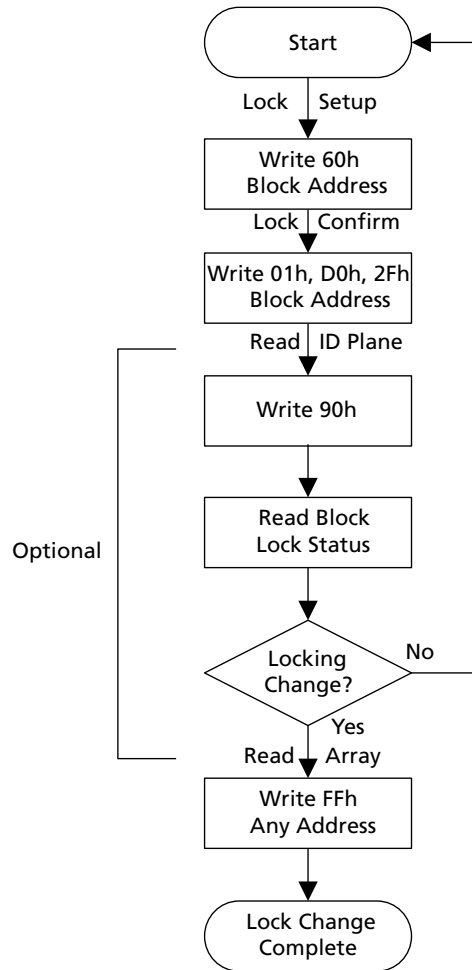 Start
Lock Setup
Write 60h
Block Address
Lock Confirm
Write 01h, D0h, 2Fh
Block Address
Read ID Plane
Write 90h
Read Block
Lock Status
Optional
Locking
Change?
No
Yes
Read Array
Write FFh
Any Address
Lock Change
Complete